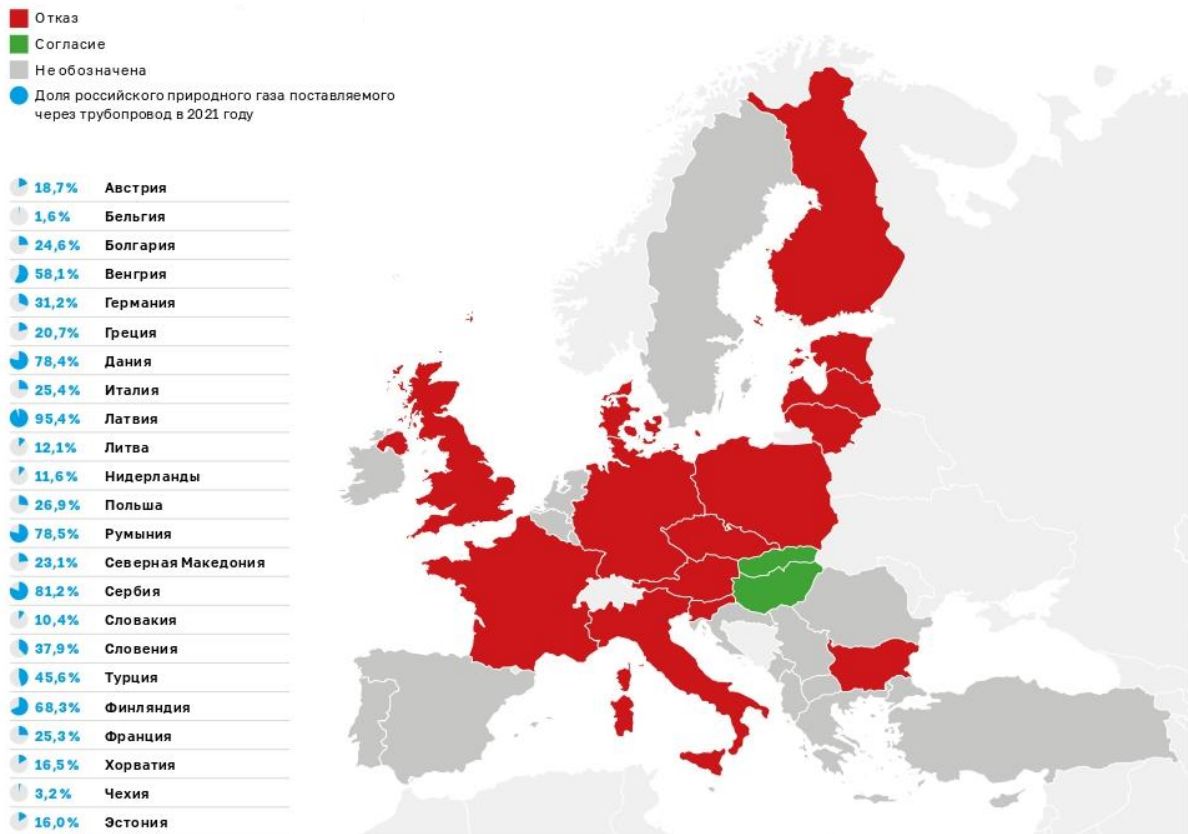 Отказ
Согласие
Не обозначена
Доля российского природного газа поставляемого
через трубопровод в 2021 году
18,7% Австрия
1,6% Бельгия
24,6% Болгария
58,1% Венгрия
31,2% Германия
20,7% Греция
78,4% Дания
25,4% Италия
95,4% Латвия
12,1% Литва
11,6% Нидерланды
26,9% Польша
78,5% Румыния
23,1% Северная Македония
81,2% Сербия
10,4% Словакия
37,9% Словения
45,6% Турция
68,3% Финляндия
25,3% Франция
16,5% Хорватия
3,2% Чехия
16,0% Эстония